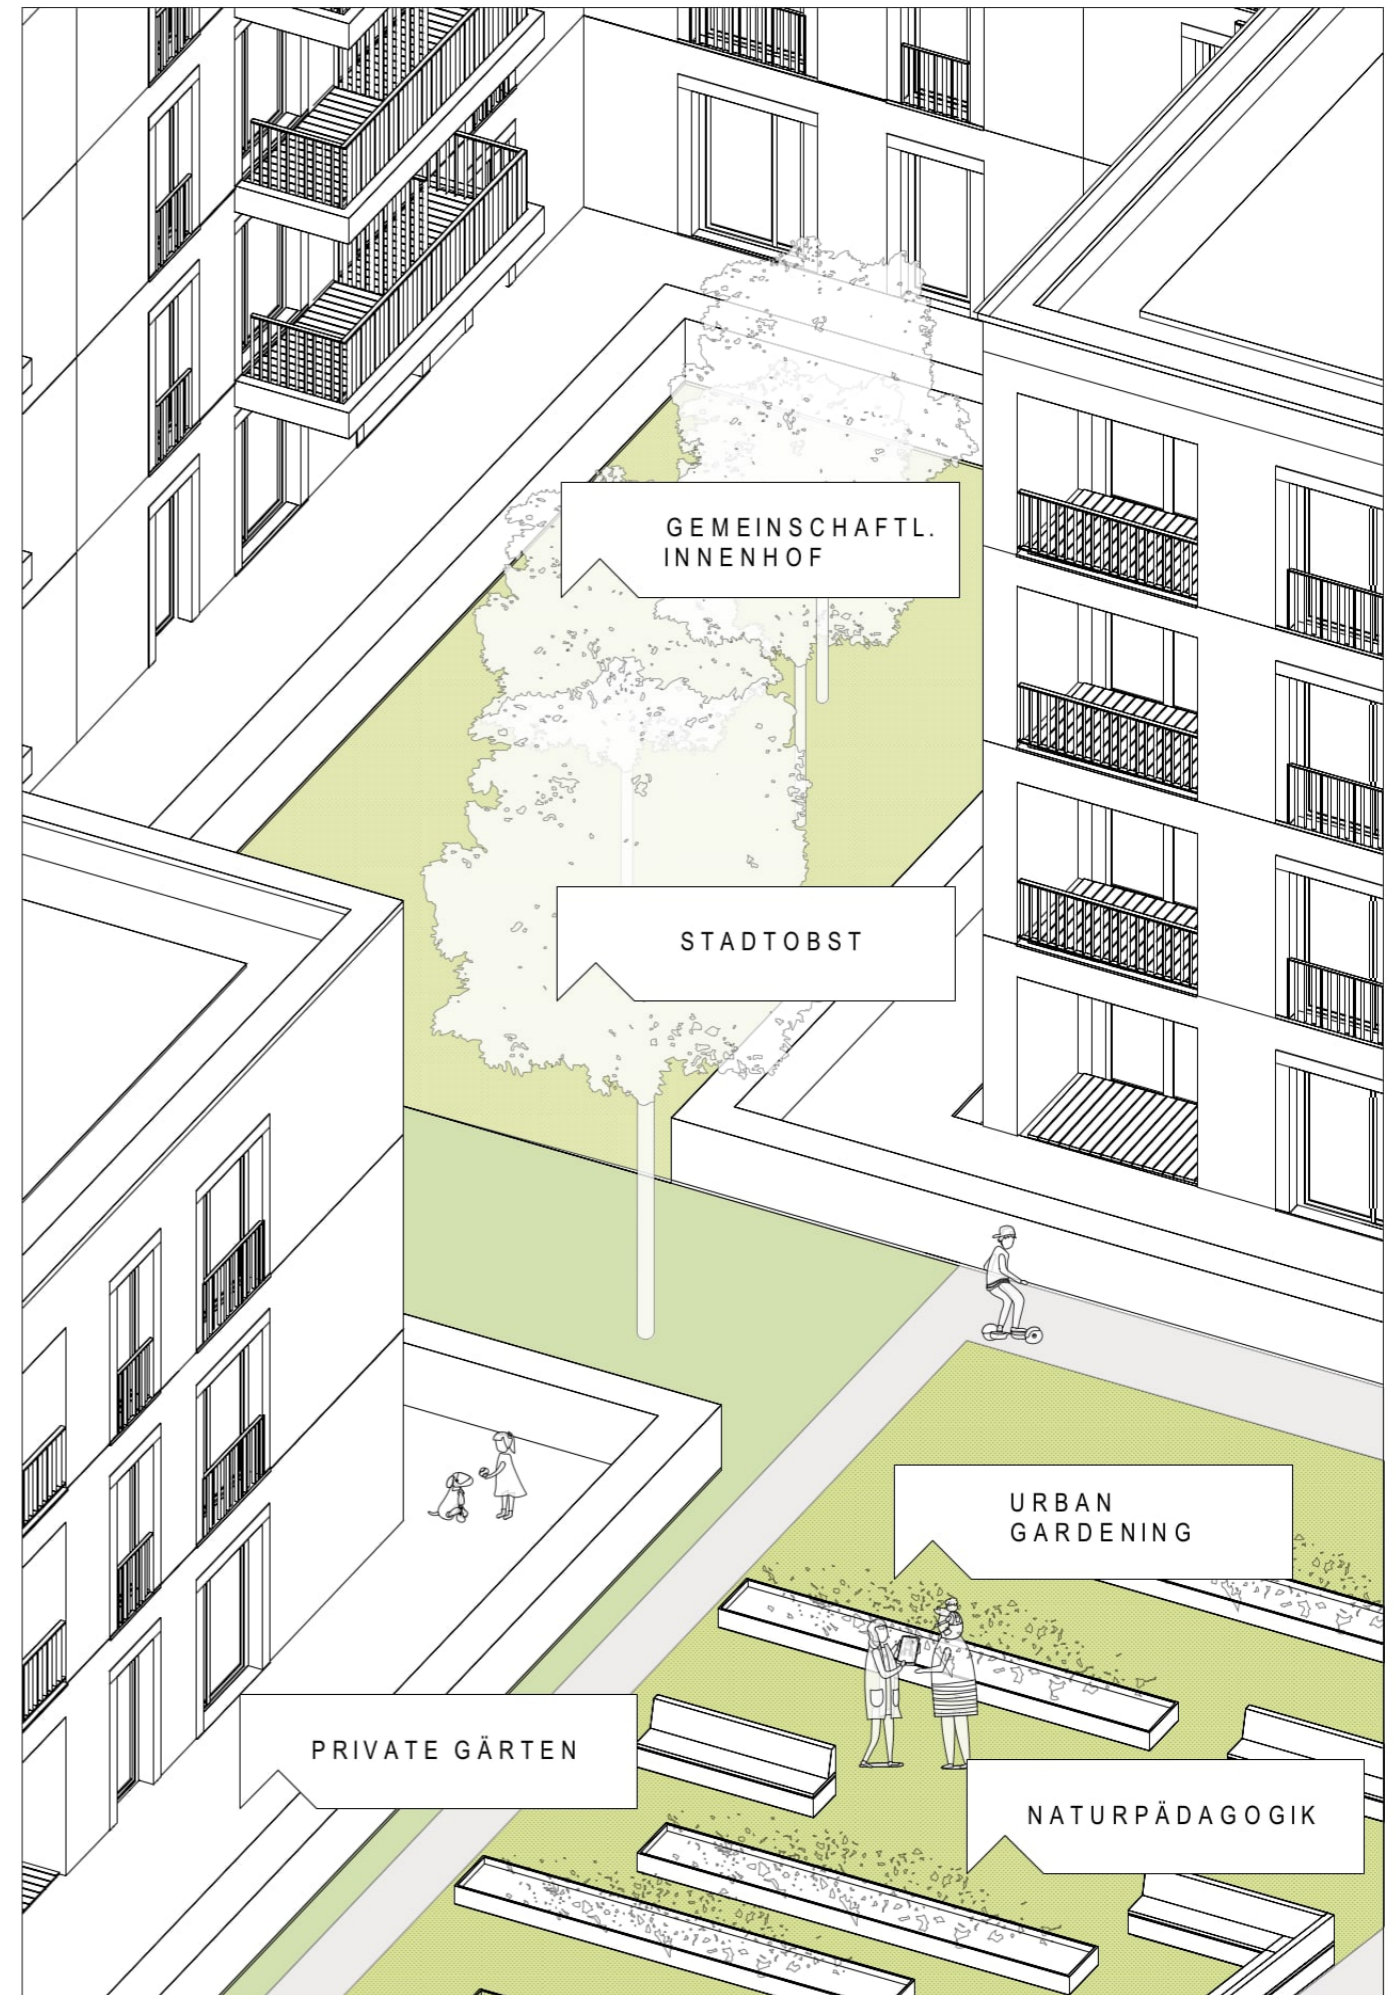 GEMEINSCHAFTL.
INNENHOF
STADTOBST
URBAN
GARDENING
PRIVATE GÄRTEN
NATURPÄDAGOGIK